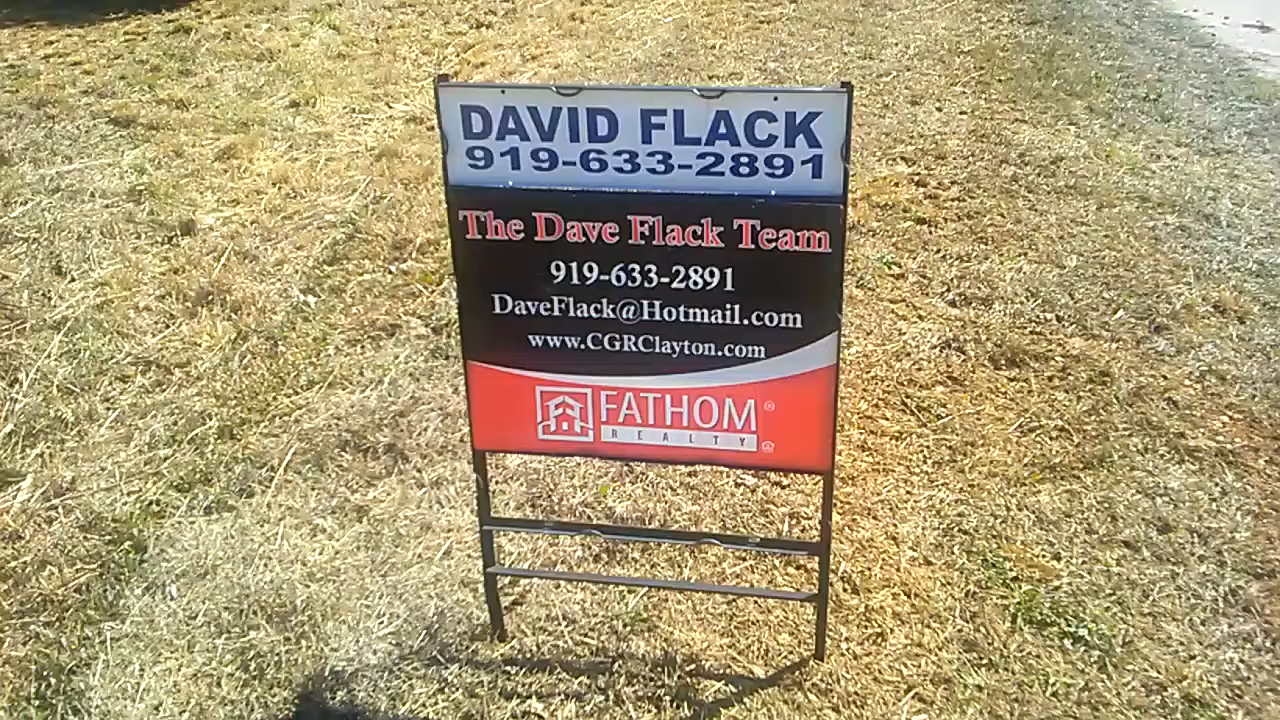 DAVID FLACK
919-633-2891
The Dave Flack Team
919-633-2891
DaveFlack@Hotmail.com
www.CGRClayton.com
FATHOM®
REALTY